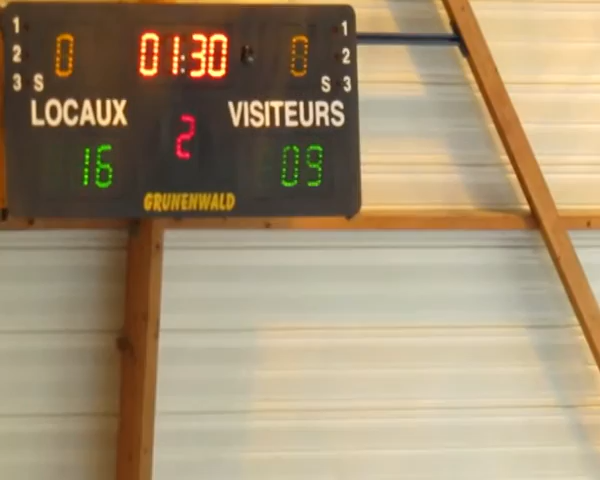 1 0 01:30 0 1
2 2
3 S S 3
LOCAUX VISITEURS
2
16 09
GRUNENWALD